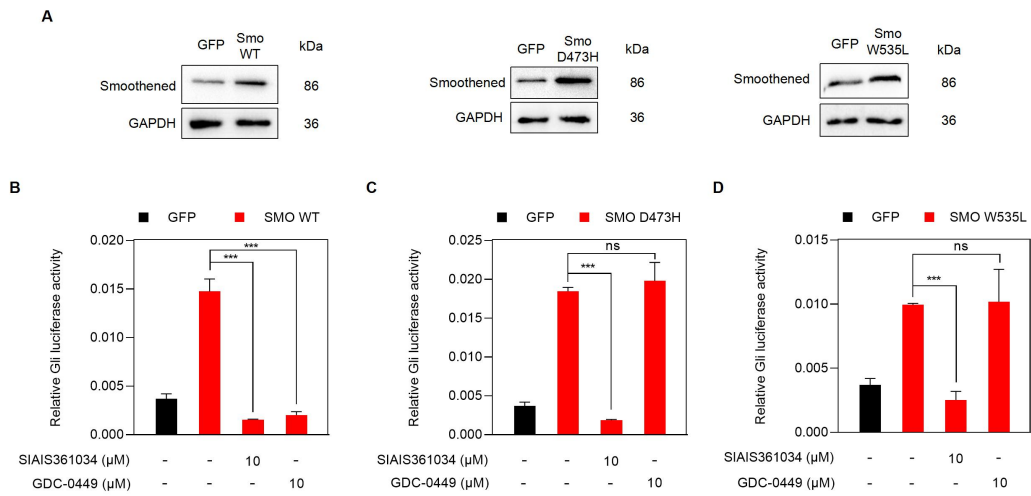 A
GFP Smo WT kDa
Smoothened 86
GAPDH 36
GFP Smo D473H kDa
Smoothened 86
GAPDH 36
GFP Smo W535L kDa
Smoothened 86
GAPDH 36
B
GFP SMO WT
Relative Gli luciferase activity
0.020
0.015
0.010
0.005
0.000
***
***
SIAIS361034 (μM) - - 10 -
GDC-0449 (μM) - - - 10
C
GFP SMO D473H
Relative Gli luciferase activity
0.025
0.020
0.015
0.010
0.005
0.000
ns
***
SIAIS361034 (μM) - - 10 -
GDC-0449 (μM) - - - 10
D
GFP SMO W535L
Relative Gli luciferase activity
0.015
0.010
0.005
0.000
ns
***
SIAIS361034 (μM) - - 10 -
GDC-0449 (μM) - - - 10